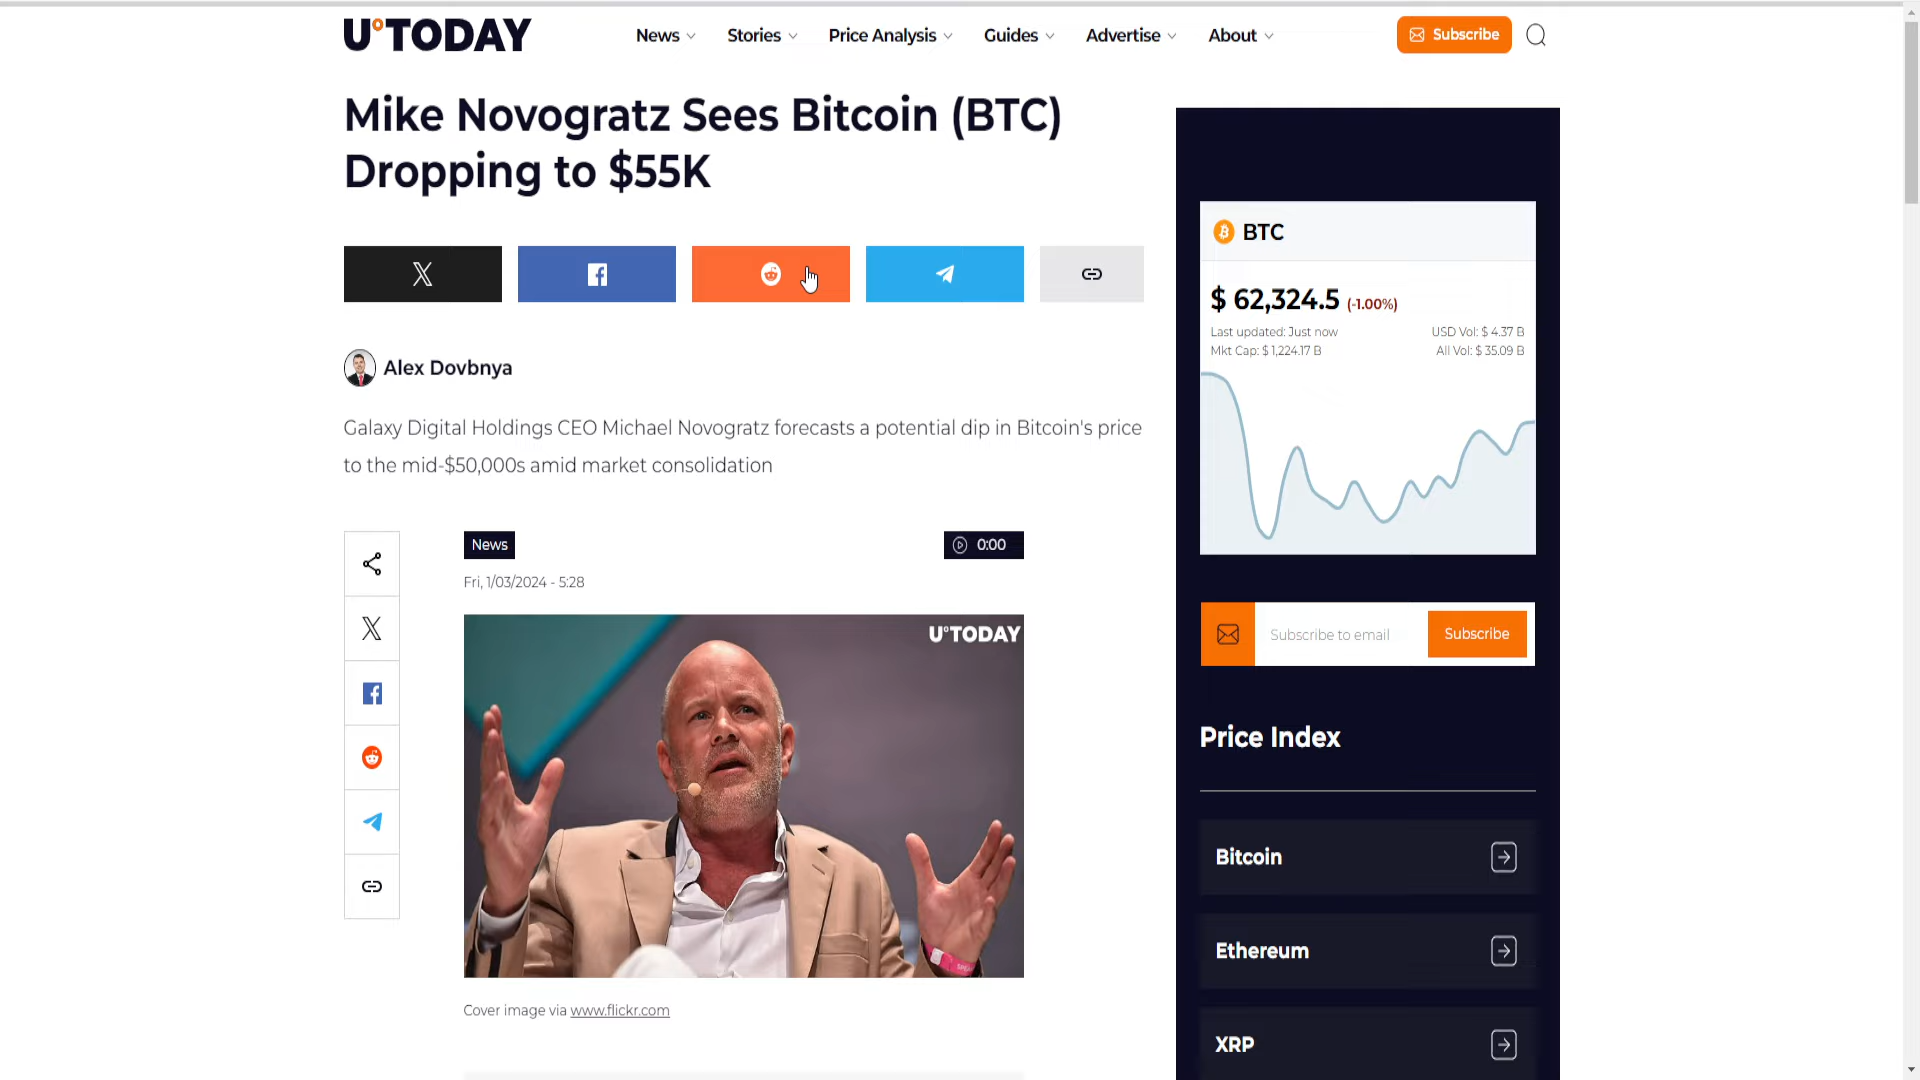 U°TODAY
News
Stories
Price Analysis
Guides
Advertise
About
Subscribe
Mike Novogratz Sees Bitcoin (BTC)
Dropping to $55K
Alex Dovbnya
Galaxy Digital Holdings CEO Michael Novogratz forecasts a potential dip in Bitcoin's price
to the mid-$50,000s amid market consolidation
News
0:00
Fri, 1/03/2024 - 5:28
U°TODAY
Cover image via www.flickr.com
BTC
$ 62,324.5 (-1.00%)
Last updated: Just now
USD Vol: $ 4.37 B
Mkt Cap: $ 1,224.17 B
All Vol: $ 35.09 B
Subscribe to email
Subscribe
Price Index
Bitcoin
Ethereum
XRP